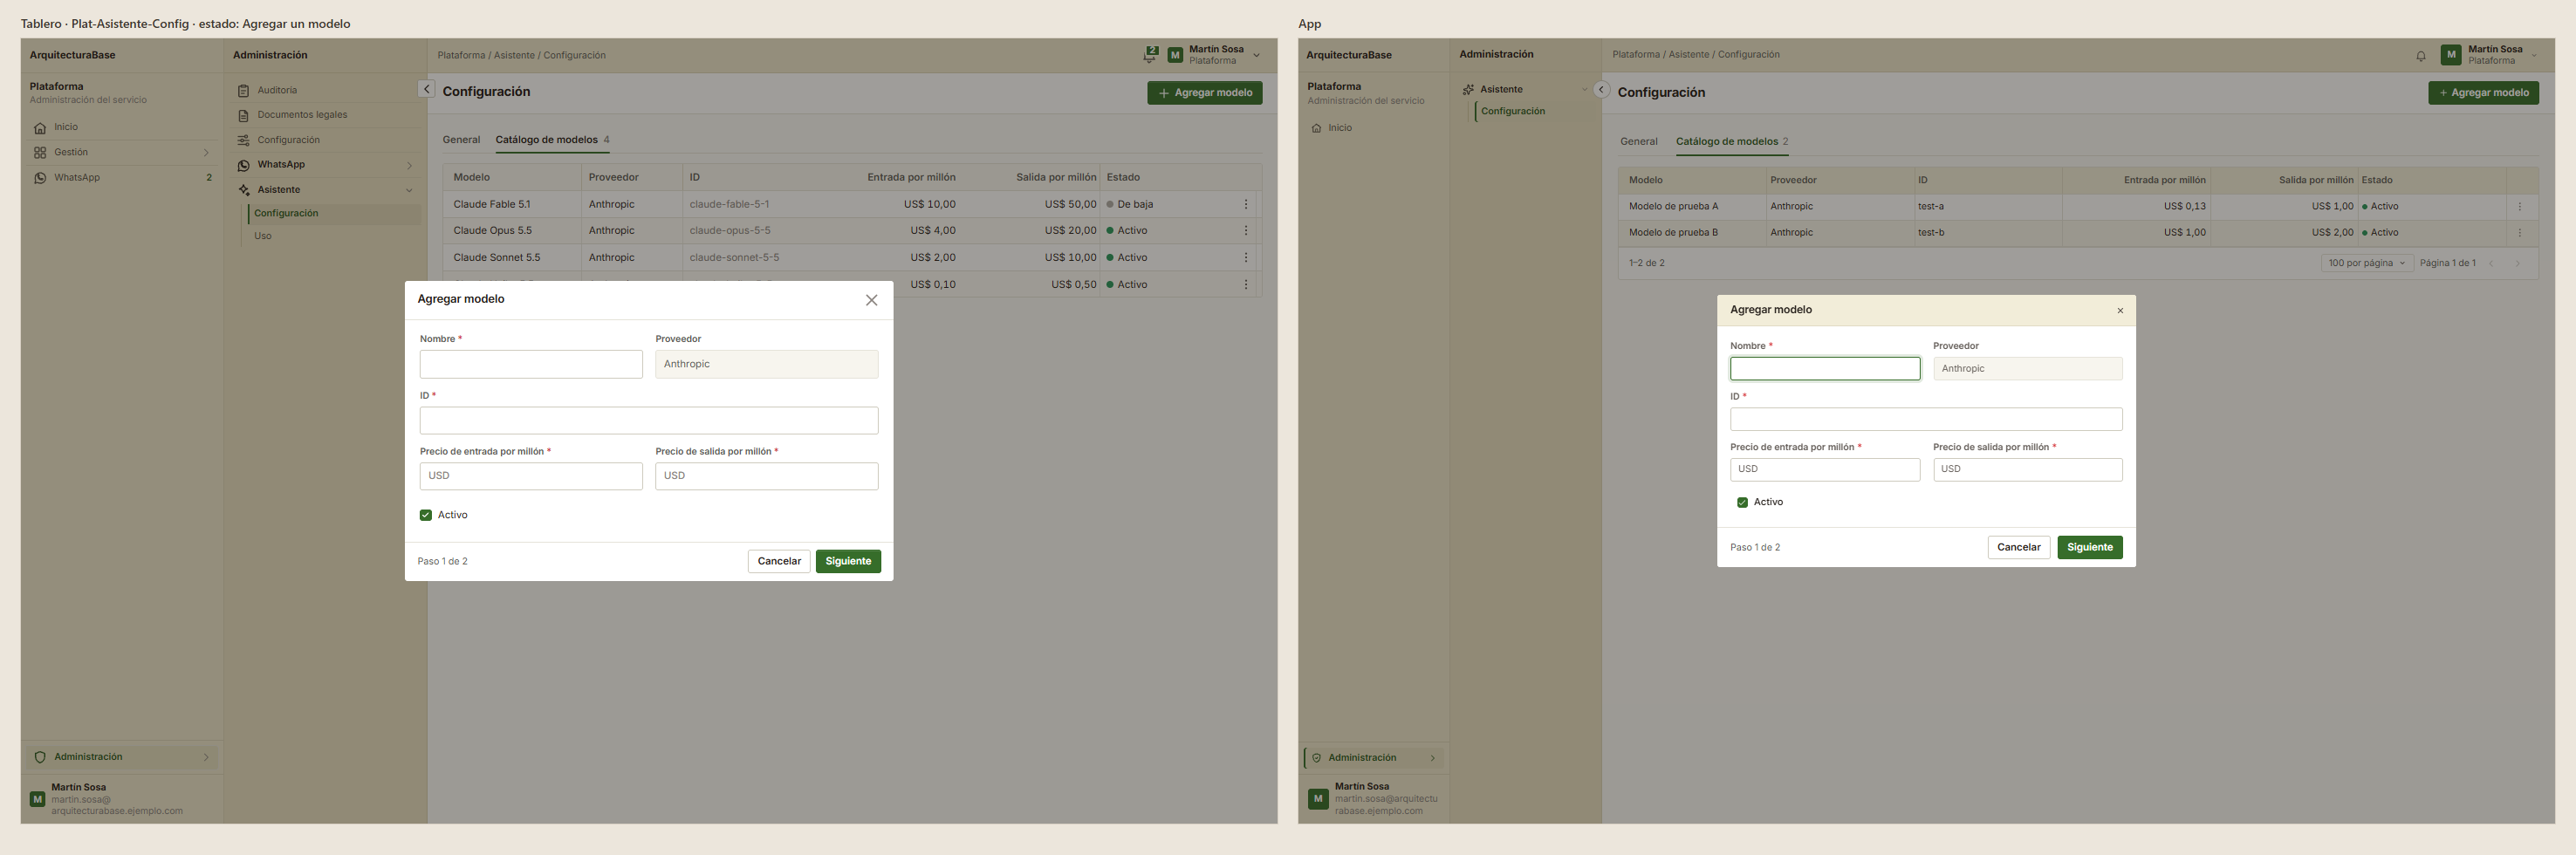 Tablero · Plat-Asistente-Config · estado: Agregar un modelo
ArquitecturaBase
Administración
Plataforma / Asistente / Configuración
2
M
Martín Sosa
Plataforma
Plataforma
Administración del servicio
Inicio
Gestión
WhatsApp
2
Auditoria
Documentos legales
Configuración
WhatsApp
Asistente
Configuración
Uso
Configuración
+ Agregar modelo
General
Catálogo de modelos 4
Modelo Proveedor ID Entrada por millón Salida por millón Estado
Claude Fable 5.1 Anthropic claude-fable-5-1 US$ 10,00 US$ 50,00 De baja
Claude Opus 5.5 Anthropic claude-opus-5-5 US$ 4,00 US$ 20,00 Activo
Claude Sonnet 5.5 Anthropic claude-sonnet-5-5 US$ 2,00 US$ 10,00 Activo
US$ 0,10 US$ 0,50 Activo
Agregar modelo
Nombre * Proveedor
Anthropic
ID *
Precio de entrada por millón * Precio de salida por millón *
USD USD
Activo
Paso 1 de 2 Cancelar Siguiente
Administración
M
Martín Sosa
martin.sosa@
arquitecturabase.ejemplo.com
App
ArquitecturaBase
Administración
Plataforma / Asistente / Configuración
M
Martín Sosa
Plataforma
Plataforma
Administración del servicio
Inicio
Asistente
Configuración
Configuración
+ Agregar modelo
General
Catálogo de modelos 2
Modelo Proveedor ID Entrada por millón Salida por millón Estado
Modelo de prueba A Anthropic test-a US$ 0,13 US$ 1,00 Activo
Modelo de prueba B Anthropic test-b US$ 1,00 US$ 2,00 Activo
1–2 de 2 100 por página Página 1 de 1
Agregar modelo
Nombre * Proveedor
Anthropic
ID *
Precio de entrada por millón * Precio de salida por millón *
USD USD
Activo
Paso 1 de 2 Cancelar Siguiente
Administración
M
Martín Sosa
martin.sosa@arquitectu
rabase.ejemplo.com